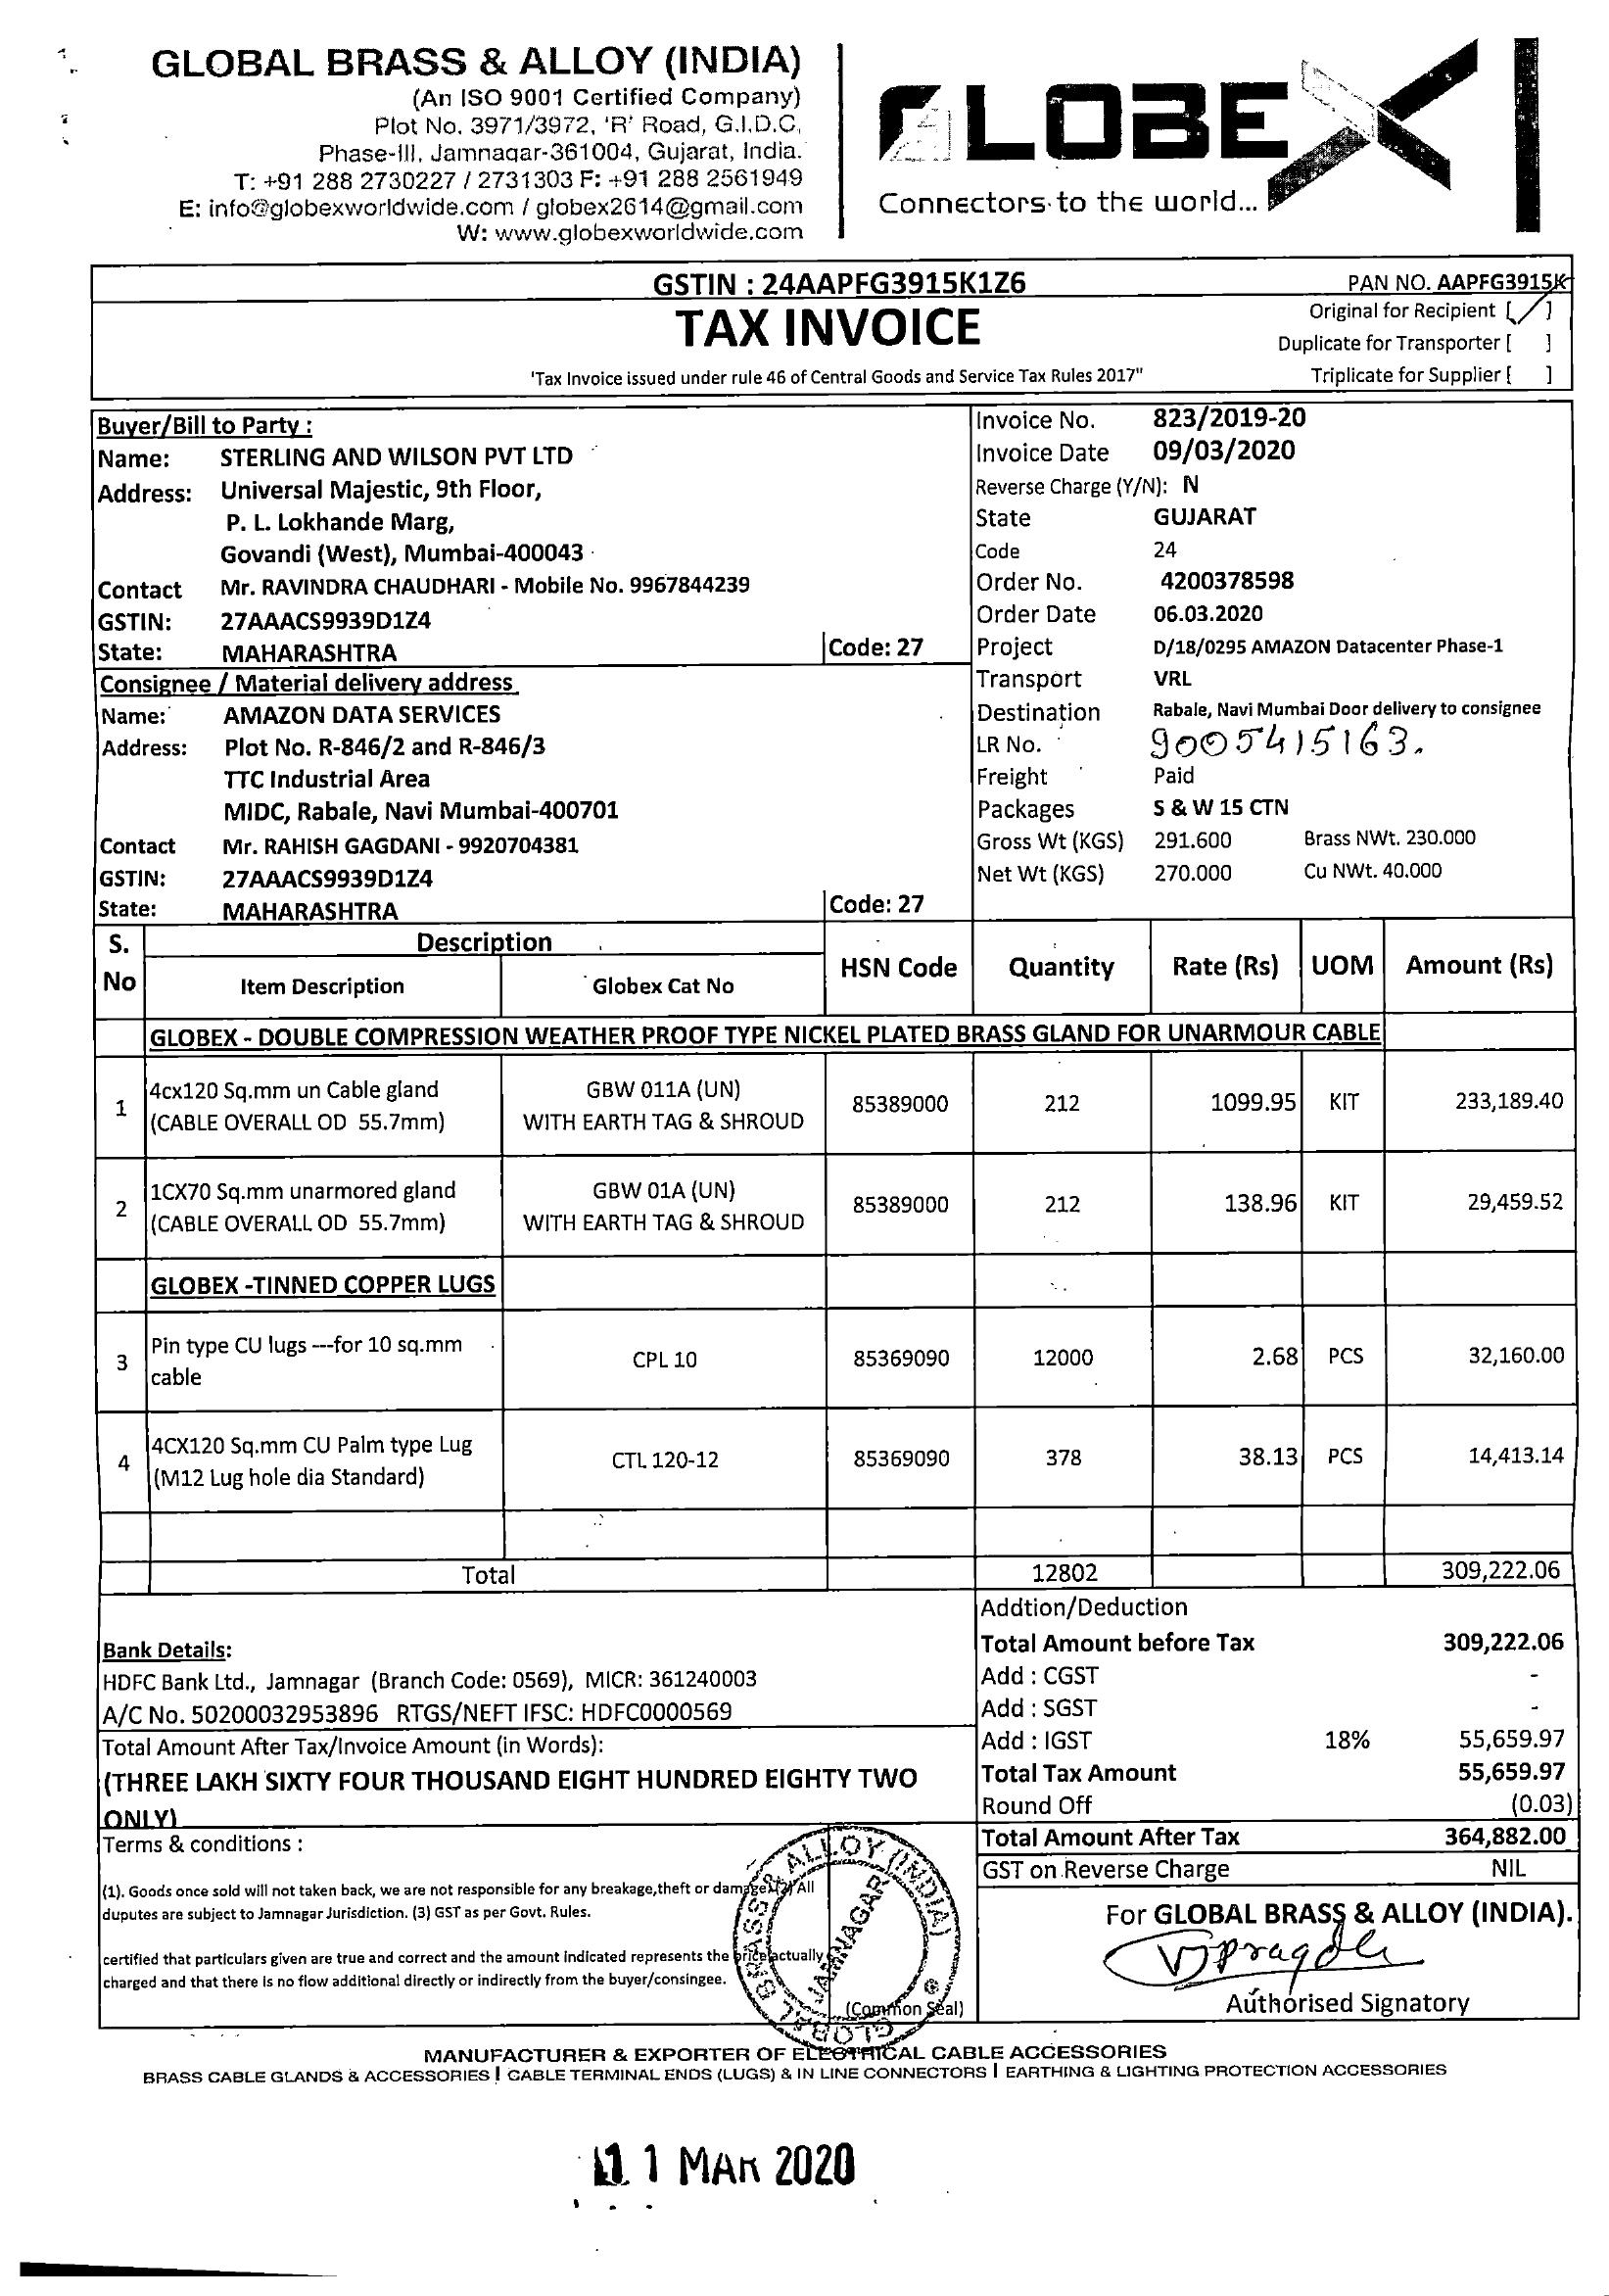 GLOBAL BRASS & ALLOY (INDIA)
(An ISO 9001 Certified Company)
Plot No. 3971/3972, 'R' Road, G.I.D.C,
Phase-III, Jamnagar-361004, Gujarat, India.
T: +91 288 2730227 / 2731303 F: +91 288 2561949
E: info@globexworldwide.com / globex2614@gmail.com
W: www.globexworldwide.com
GLOBEX
Connectors to the world...
GSTIN : 24AAPFG3915K1Z6
PAN NO. AAPFG3915K
TAX INVOICE
Original for Recipient [/]
Duplicate for Transporter [ ]
'Tax Invoice issued under rule 46 of Central Goods and Service Tax Rules 2017"
Triplicate for Supplier [ ]
Buyer/Bill to Party :
Name: STERLING AND WILSON PVT LTD
Address: Universal Majestic, 9th Floor,
P. L. Lokhande Marg,
Govandi (West), Mumbai-400043
Contact Mr. RAVINDRA CHAUDHARI - Mobile No. 9967844239
GSTIN: 27AAACS9939D1Z4
State: MAHARASHTRA Code: 27
Consignee / Material delivery address
Name: AMAZON DATA SERVICES
Address: Plot No. R-846/2 and R-846/3
TTC Industrial Area
MIDC, Rabale, Navi Mumbai-400701
Contact Mr. RAHISH GAGDANI - 9920704381
GSTIN: 27AAACS9939D1Z4
State: MAHARASHTRA Code: 27
Invoice No. 823/2019-20
Invoice Date 09/03/2020
Reverse Charge (Y/N): N
State GUJARAT
Code 24
Order No. 4200378598
Order Date 06.03.2020
Project D/18/0295 AMAZON Datacenter Phase-1
Transport VRL
Destination Rabale, Navi Mumbai Door delivery to consignee
LR No. 9005415163.
Freight Paid
Packages S & W 15 CTN
Gross Wt (KGS) 291.600 Brass NWt. 230.000
Net Wt (KGS) 270.000 Cu NWt. 40.000
S. No Description HSN Code Quantity Rate (Rs) UOM Amount (Rs)
Item Description Globex Cat No
GLOBEX - DOUBLE COMPRESSION WEATHER PROOF TYPE NICKEL PLATED BRASS GLAND FOR UNARMOUR CABLE
1 4cx120 Sq.mm un Cable gland GBW 011A (UN) 85389000 212 1099.95 KIT 233,189.40
(CABLE OVERALL OD 55.7mm) WITH EARTH TAG & SHROUD
2 1CX70 Sq.mm unarmored gland GBW 01A (UN) 85389000 212 138.96 KIT 29,459.52
(CABLE OVERALL OD 55.7mm) WITH EARTH TAG & SHROUD
GLOBEX -TINNED COPPER LUGS
3 Pin type CU lugs ---for 10 sq.mm CPL 10 85369090 12000 2.68 PCS 32,160.00
cable
4 4CX120 Sq.mm CU Palm type Lug CTL 120-12 85369090 378 38.13 PCS 14,413.14
(M12 Lug hole dia Standard)
Total 12802 309,222.06
Bank Details:
HDFC Bank Ltd., Jamnagar (Branch Code: 0569), MICR: 361240003
A/C No. 50200032953896 RTGS/NEFT IFSC: HDFC0000569
Total Amount After Tax/Invoice Amount (in Words):
(THREE LAKH SIXTY FOUR THOUSAND EIGHT HUNDRED EIGHTY TWO
ONLY)
Addtion/Deduction
Total Amount before Tax 309,222.06
Add : CGST -
Add : SGST -
Add : IGST 18% 55,659.97
Total Tax Amount 55,659.97
Round Off (0.03)
Total Amount After Tax 364,882.00
GST on Reverse Charge NIL
Terms & conditions :
(1). Goods once sold will not taken back, we are not responsible for any breakage,theft or damage.(2) All
duputes are subject to Jamnagar Jurisdiction. (3) GST as per Govt. Rules.
certified that particulars given are true and correct and the amount indicated represents the price actually
charged and that there is no flow additional directly or indirectly from the buyer/consingee.
GLOBAL BRASS & ALLOY (INDIA)
JAMNAGAR
(Common Seal)
For GLOBAL BRASS & ALLOY (INDIA).
Authorised Signatory
MANUFACTURER & EXPORTER OF ELECTRICAL CABLE ACCESSORIES
BRASS CABLE GLANDS & ACCESSORIES | CABLE TERMINAL ENDS (LUGS) & IN LINE CONNECTORS | EARTHING & LIGHTING PROTECTION ACCESSORIES
11 MAR 2020